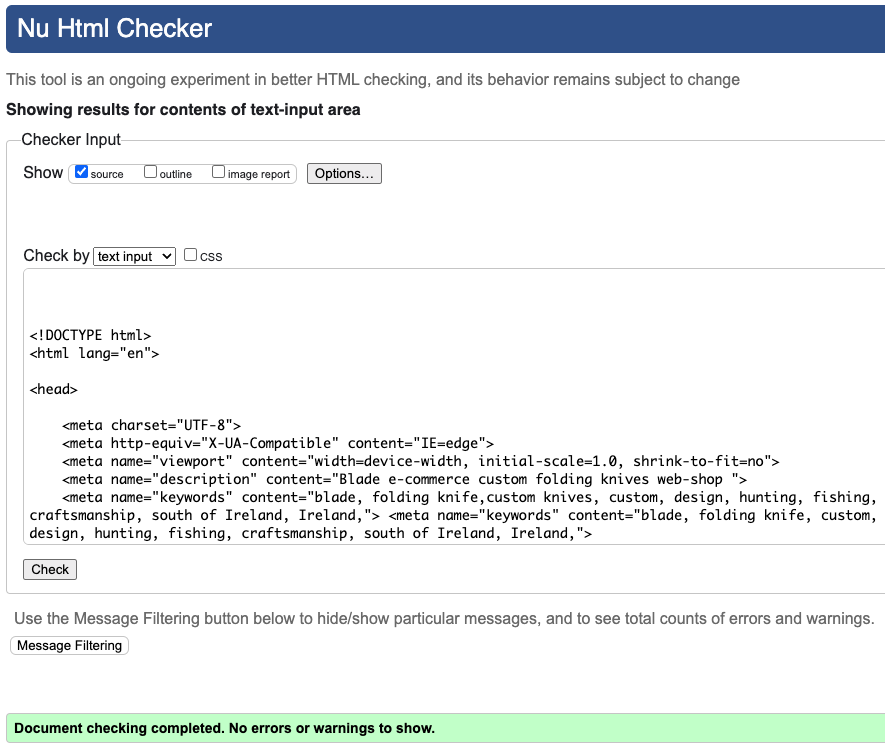 Nu Html Checker
This tool is an ongoing experiment in better HTML checking, and its behavior remains subject to change
Showing results for contents of text-input area
Checker Input
Show source outline image report Options...
Check by text input CSS
<!DOCTYPE html>
<html lang="en">
<head>
<meta charset="UTF-8">
<meta http-equiv="X-UA-Compatible" content="IE=edge">
<meta name="viewport" content="width=device-width, initial-scale=1.0, shrink-to-fit=no">
<meta name="description" content="Blade e-commerce custom folding knives web-shop ">
<meta name="keywords" content="blade, folding knife,custom knives, custom, design, hunting, fishing,
craftsmanship, south of Ireland, Ireland,"> <meta name="keywords" content="blade, folding knife, custom,
design, hunting, fishing, craftsmanship, south of Ireland, Ireland,">
Check
Use the Message Filtering button below to hide/show particular messages, and to see total counts of errors and warnings.
Message Filtering
Document checking completed. No errors or warnings to show.